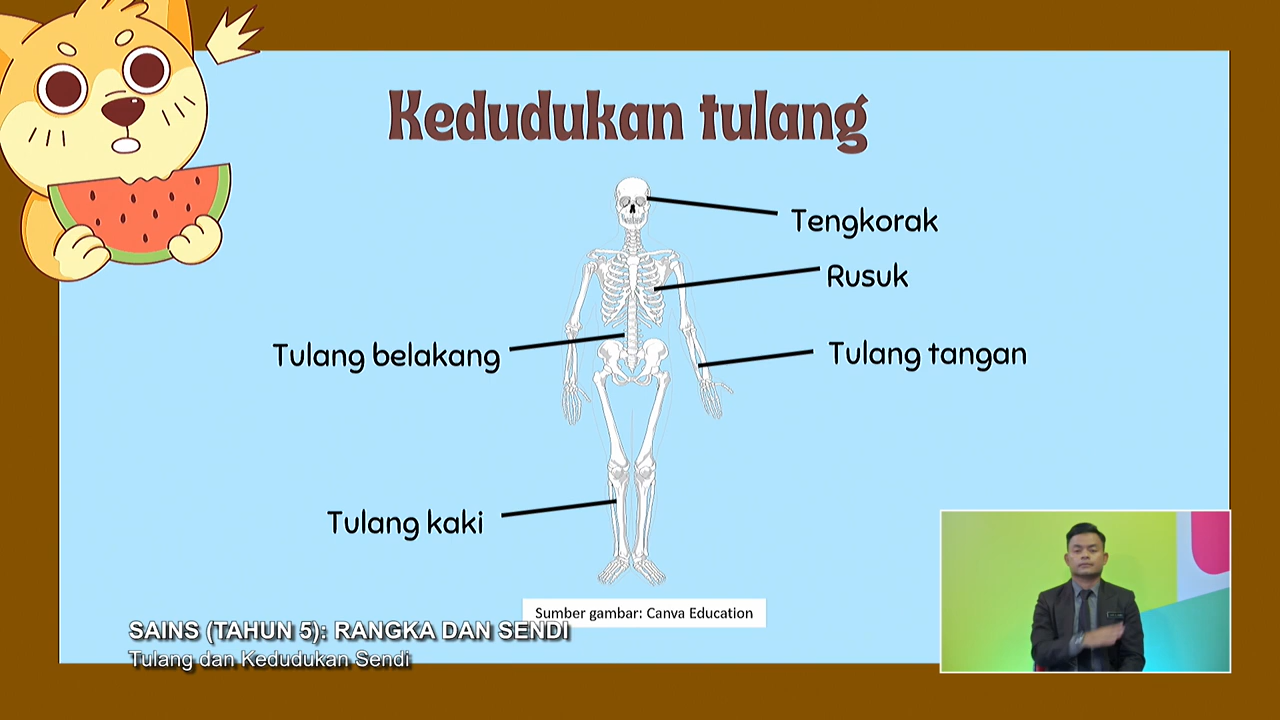 Kedudukan tulang
Tengkorak
Rusuk
Tulang belakang
Tulang tangan
Tulang kaki
Sumber gambar: Canva Education
SAINS (TAHUN 5): RANGKA DAN SENDI
Tulang dan Kedudukan Sendi